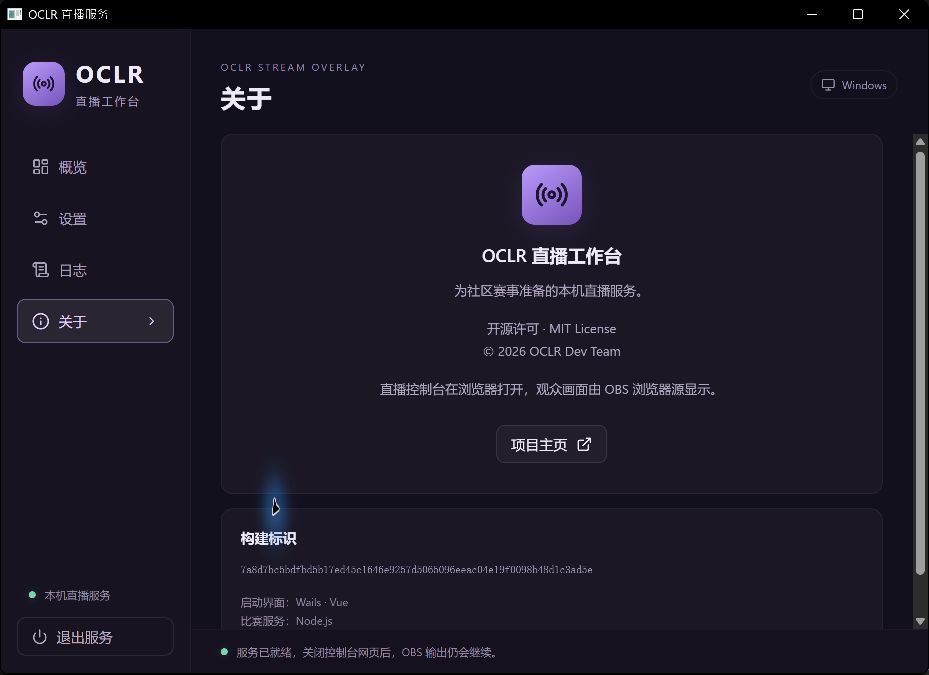 OCLR 直播服务
OCLR
直播工作台
概览
设置
日志
关于
本机直播服务
退出服务
OCLR STREAM OVERLAY
关于
Windows
OCLR 直播工作台
为社区赛事准备的本机直播服务。
开源许可 · MIT License
© 2026 OCLR Dev Team
直播控制台在浏览器打开，观众画面由 OBS 浏览器源显示。
项目主页
构建标识
启动界面：Wails · Vue
比赛服务：Node.js
服务已就绪，关闭控制台网页后，OBS 输出仍会继续。